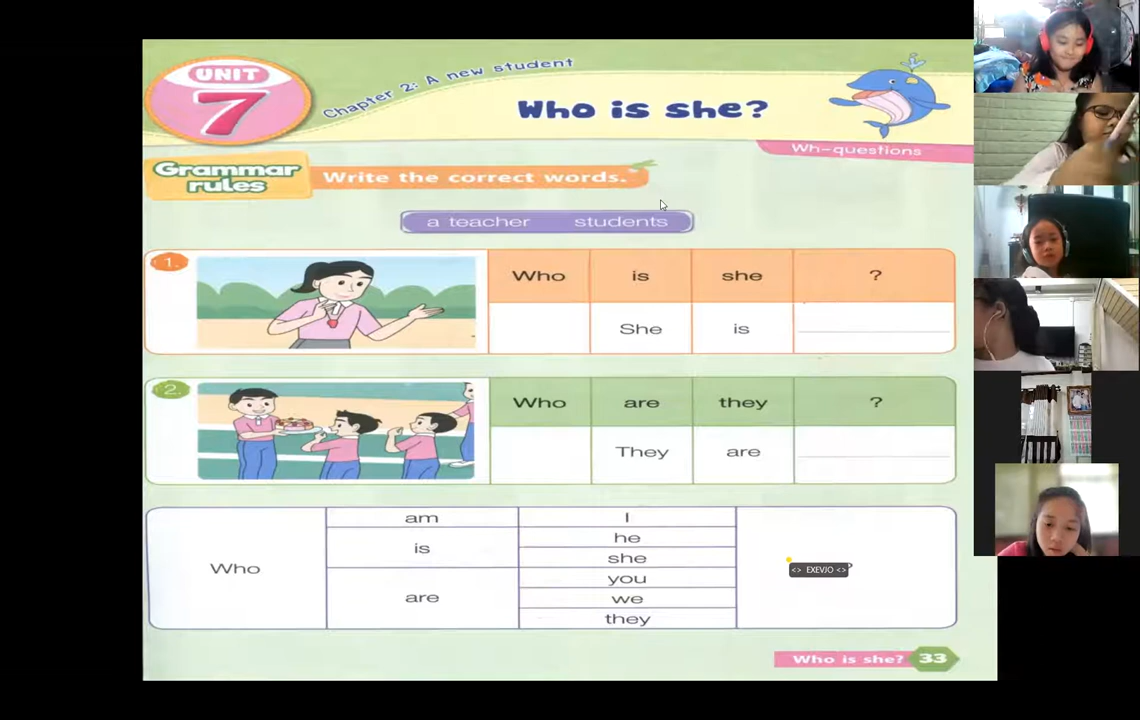 UNIT 7
Chapter 2: A new student
Who is she?
Wh-questions
Grammar rules
Write the correct words.
a teacher students
1.
Who is she ?
She is
2.
Who are they ?
They are
Who am I
is he
she
are you
we
they
<> EXEVJO <>
Who is she? 33